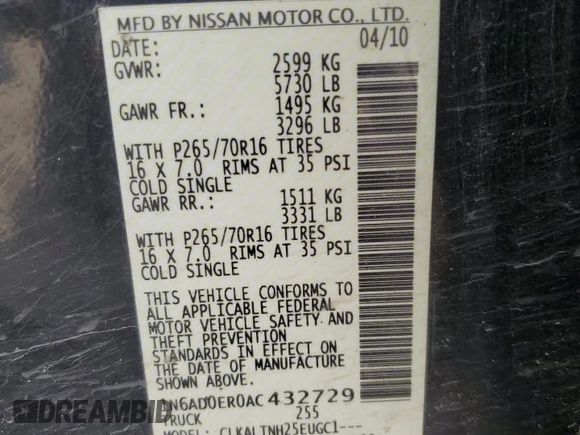 MFD BY NISSAN MOTOR CO., LTD.
DATE: 04/10
GVWR: 2599 KG
5730 LB
GAWR FR.: 1495 KG
3296 LB
WITH P265/70R16 TIRES
16 X 7.0 RIMS AT 35 PSI
COLD SINGLE
GAWR RR.: 1511 KG
3331 LB
WITH P265/70R16 TIRES
16 X 7.0 RIMS AT 35 PSI
COLD SINGLE
THIS VEHICLE CONFORMS TO
ALL APPLICABLE FEDERAL
MOTOR VEHICLE SAFETY AND
THEFT PREVENTION
STANDARDS IN EFFECT ON
THE DATE OF MANUFACTURE
SHOWN ABOVE.
N6AD0ER0AC 432729
TRUCK 255
MODEL: CLKALTNH25EUGC1---
DREAMBID